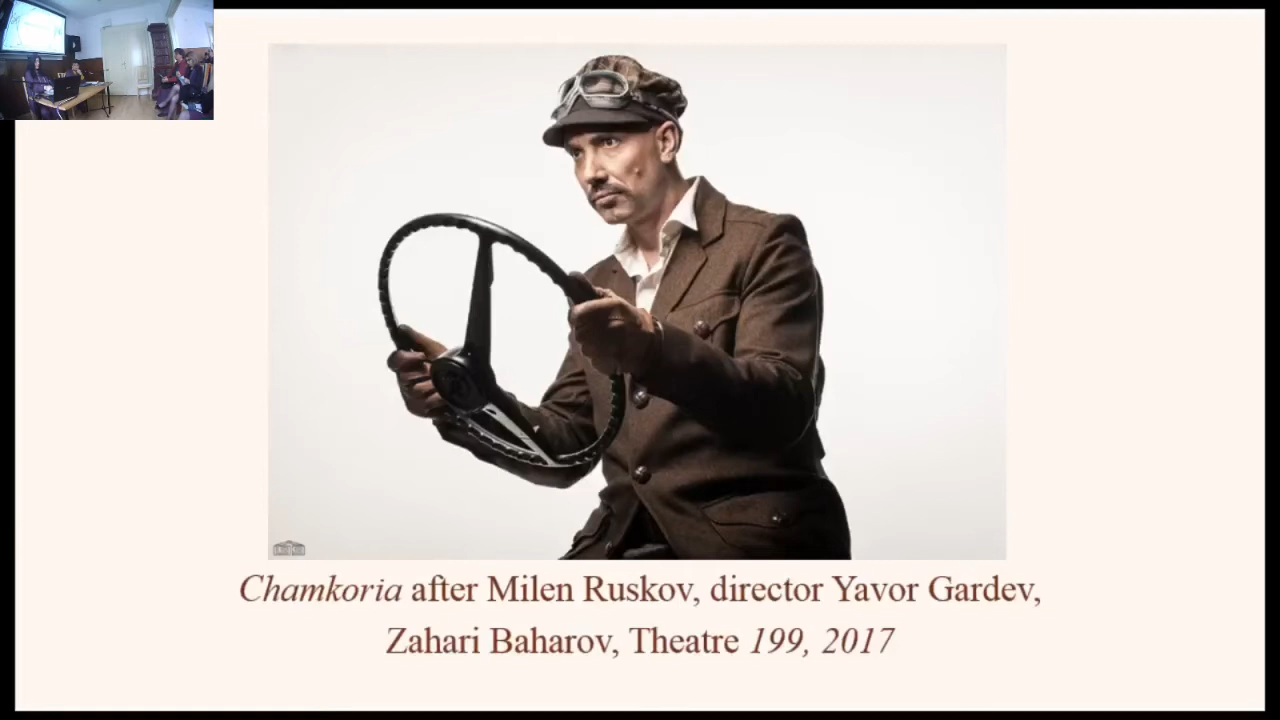 Chamkoria after Milen Ruskov, director Yavor Gardev,
Zahari Baharov, Theatre 199, 2017